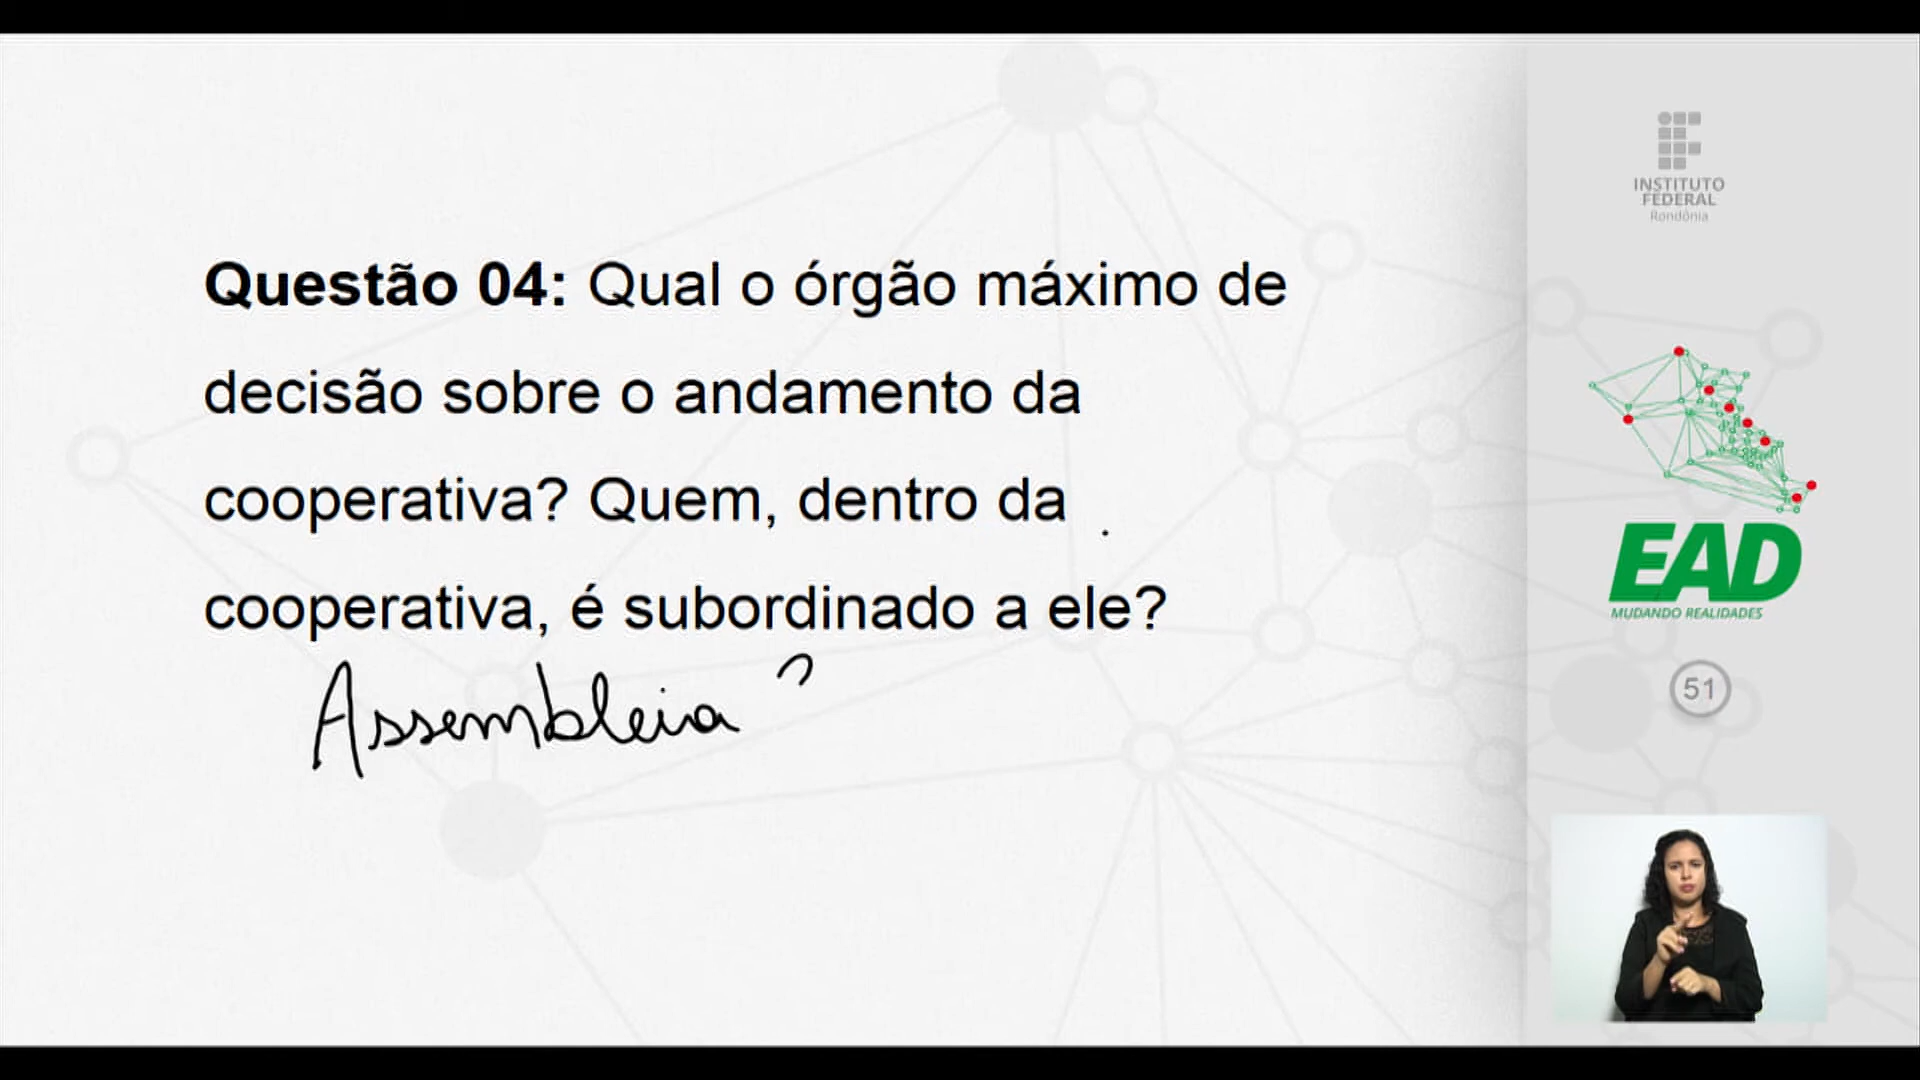 INSTITUTO
FEDERAL
Rondônia
Questão 04: Qual o órgão máximo de
decisão sobre o andamento da
cooperativa? Quem, dentro da
cooperativa, é subordinado a ele?
Assembleia
EAD
MUDANDO REALIDADES
51